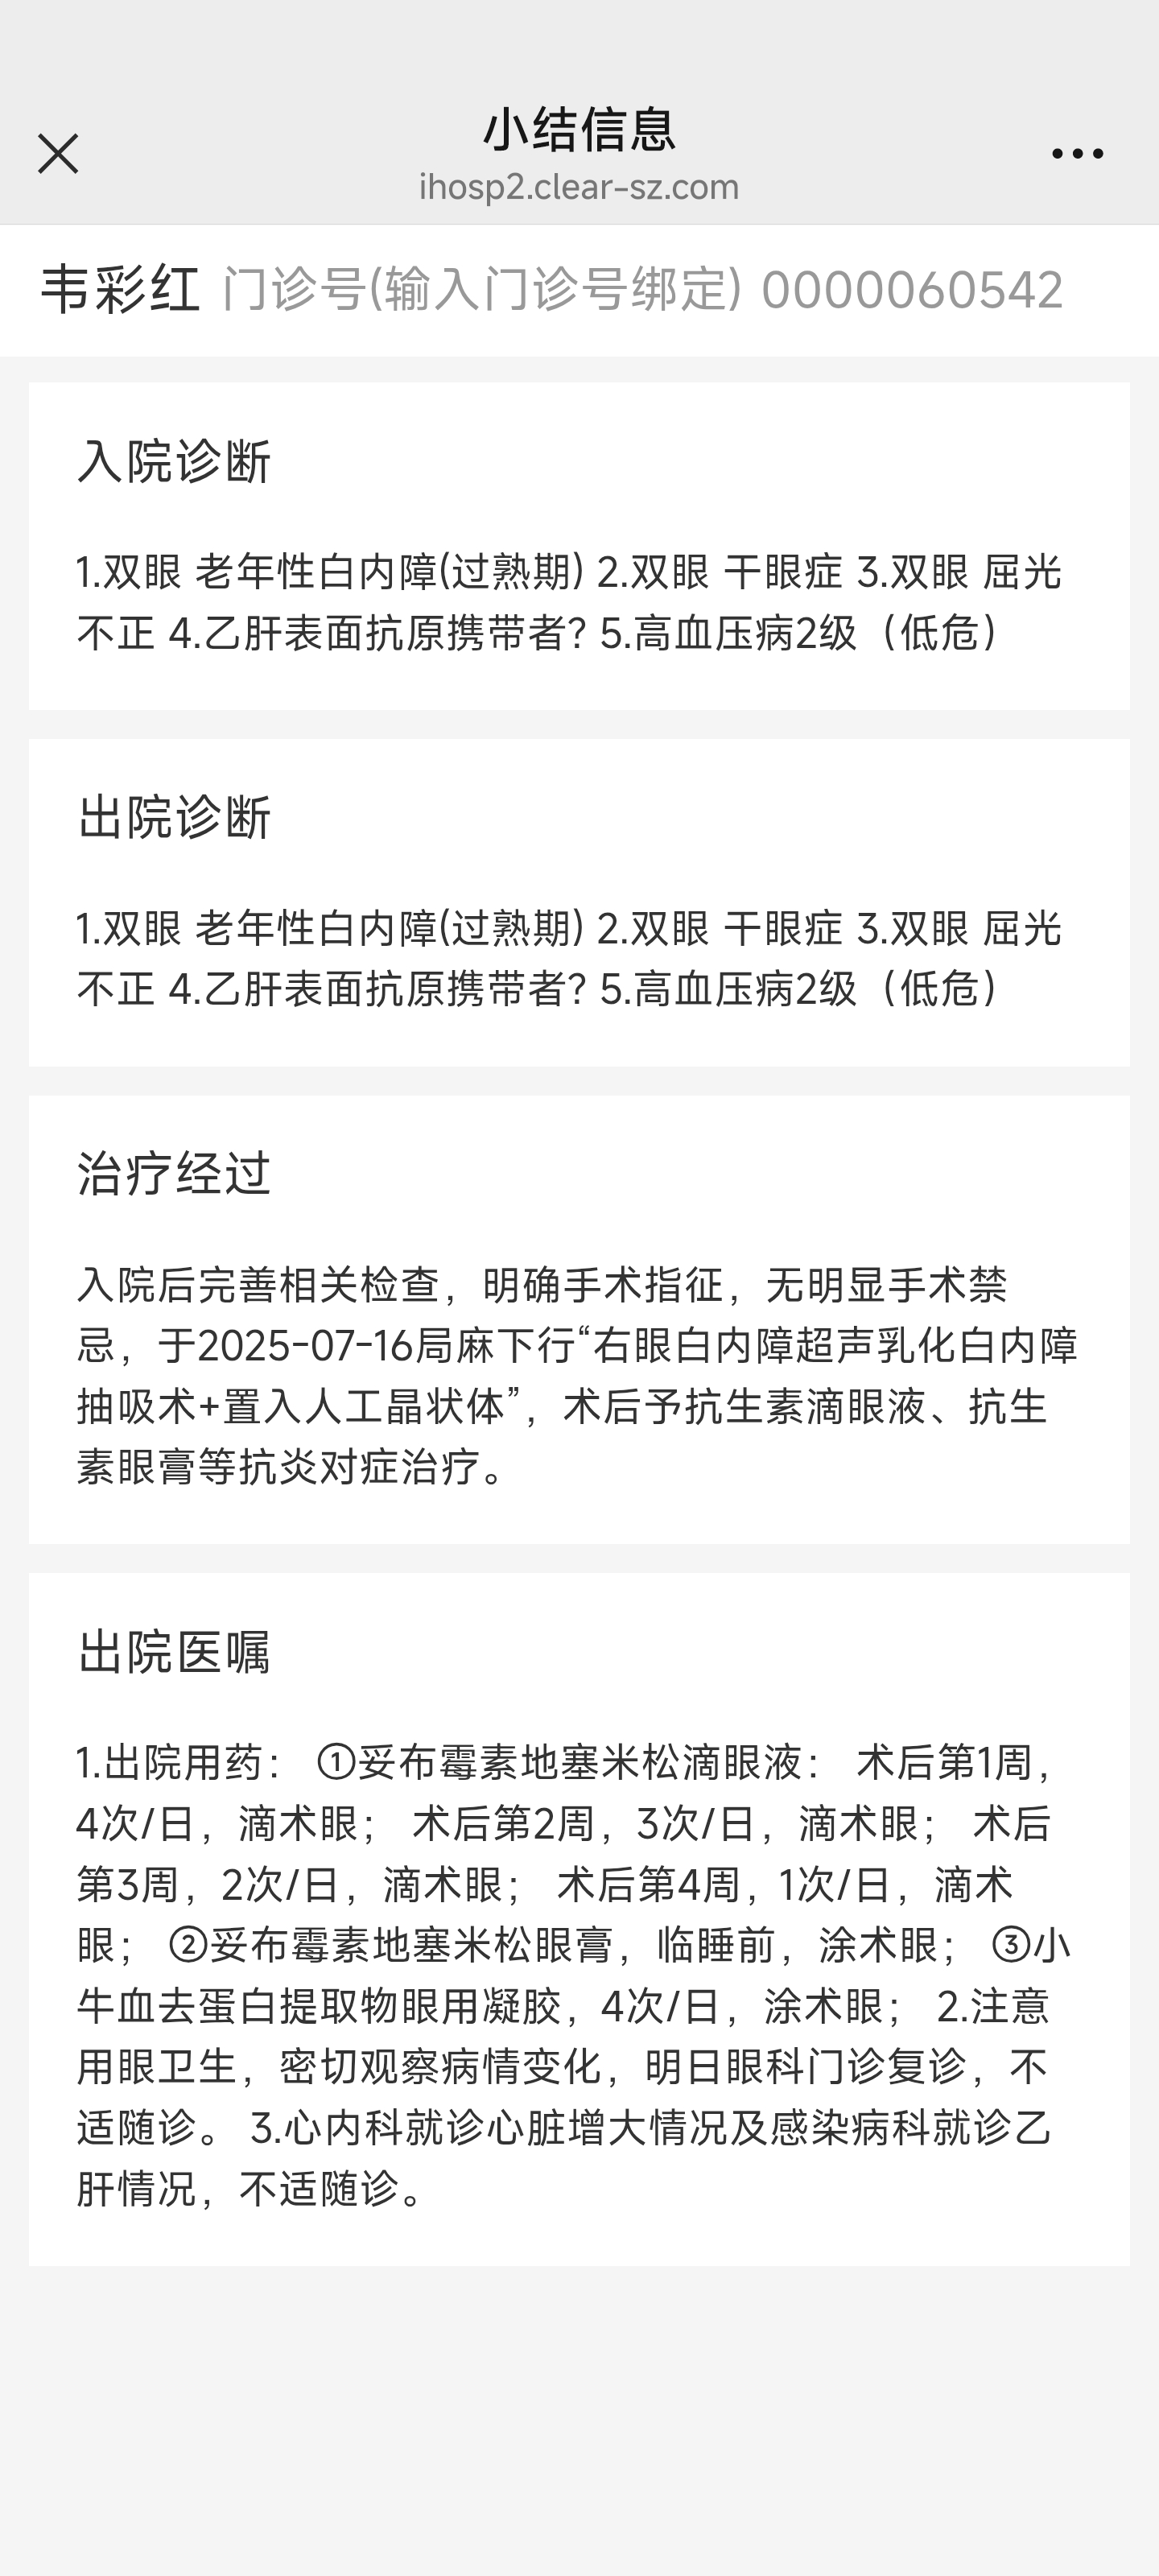 小结信息
ihosp2.clear-sz.com
韦彩红 门诊号(输入门诊号绑定) 0000060542
入院诊断
1.双眼 老年性白内障(过熟期) 2.双眼 干眼症 3.双眼 屈光
不正 4.乙肝表面抗原携带者? 5.高血压病2级（低危）
出院诊断
1.双眼 老年性白内障(过熟期) 2.双眼 干眼症 3.双眼 屈光
不正 4.乙肝表面抗原携带者? 5.高血压病2级（低危）
治疗经过
入院后完善相关检查，明确手术指征，无明显手术禁
忌，于2025-07-16局麻下行“右眼白内障超声乳化白内障
抽吸术+置入人工晶状体”，术后予抗生素滴眼液、抗生
素眼膏等抗炎对症治疗。
出院医嘱
1.出院用药： ①妥布霉素地塞米松滴眼液： 术后第1周，
4次/日，滴术眼； 术后第2周，3次/日，滴术眼； 术后
第3周，2次/日，滴术眼； 术后第4周，1次/日，滴术
眼； ②妥布霉素地塞米松眼膏，临睡前，涂术眼； ③小
牛血去蛋白提取物眼用凝胶，4次/日，涂术眼； 2.注意
用眼卫生，密切观察病情变化，明日眼科门诊复诊，不
适随诊。 3.心内科就诊心脏增大情况及感染病科就诊乙
肝情况，不适随诊。